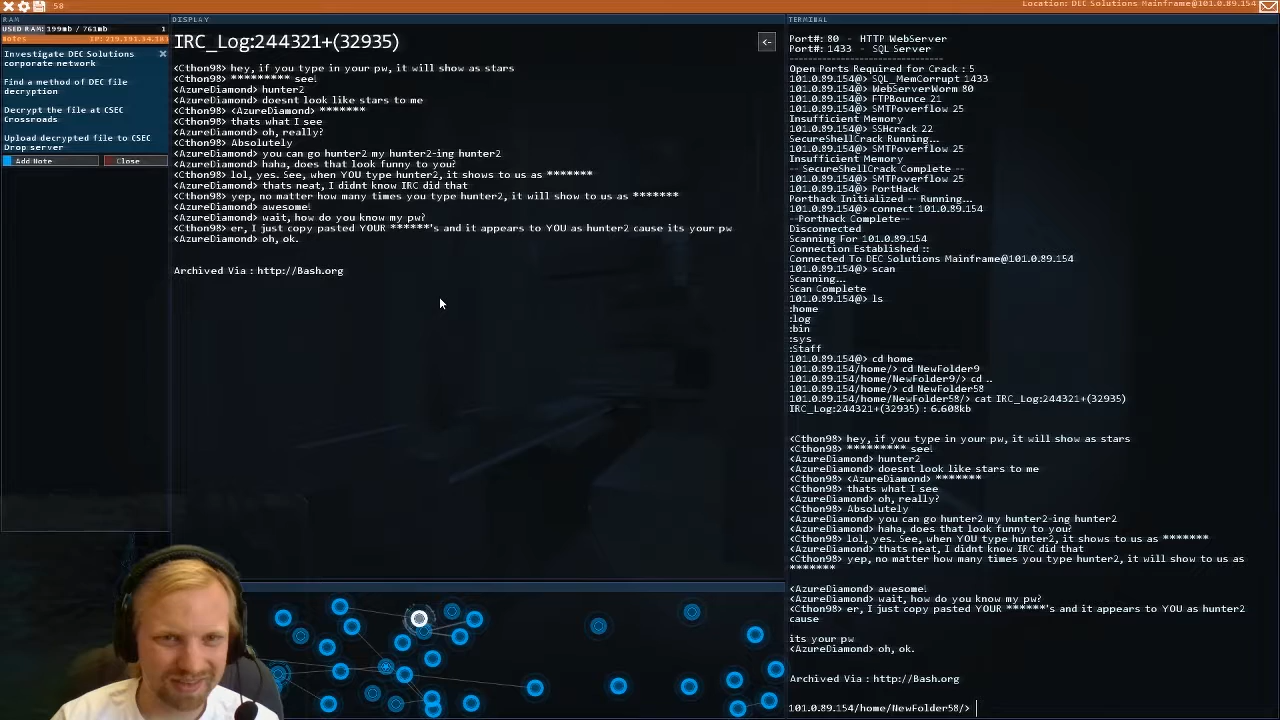 58
Location: DEC Solutions Mainframe@101.0.89.154
RAM
USED RAM: 199mb / 761mb
1
notes
IP: 219.391.54.181
Investigate DEC Solutions
corporate network
Find a method of DEC file
decryption
Decrypt the file at CSEC
Crossroads
Upload decrypted file to CSEC
Drop server
Add Note
Close
DISPLAY
IRC_Log:244321+(32935)
<-
<Cthon98> hey, if you type in your pw, it will show as stars
<Cthon98> ********* see!
<AzureDiamond> hunter2
<AzureDiamond> doesnt look like stars to me
<Cthon98> <AzureDiamond> *******
<Cthon98> thats what I see
<AzureDiamond> oh, really?
<Cthon98> Absolutely
<AzureDiamond> you can go hunter2 my hunter2-ing hunter2
<AzureDiamond> haha, does that look funny to you?
<Cthon98> lol, yes. See, when YOU type hunter2, it shows to us as *******
<AzureDiamond> thats neat, I didnt know IRC did that
<Cthon98> yep, no matter how many times you type hunter2, it will show to us as *******
<AzureDiamond> awesome!
<AzureDiamond> wait, how do you know my pw?
<Cthon98> er, I just copy pasted YOUR ******'s and it appears to YOU as hunter2 cause its your pw
<AzureDiamond> oh, ok.
Archived Via : http://Bash.org
TERMINAL
Port#: 80 - HTTP WebServer
Port#: 1433 - SQL Server
-------------------------------
Open Ports Required for Crack : 5
101.0.89.154@> SQL_MemCorrupt 1433
101.0.89.154@> WebServerWorm 80
101.0.89.154@> FTPBounce 21
101.0.89.154@> SMTPoverflow 25
Insufficient Memory
101.0.89.154@> SSHcrack 22
SecureShellCrack Running...
101.0.89.154@> SMTPoverflow 25
Insufficient Memory
-- SecureShellCrack Complete --
101.0.89.154@> SMTPoverflow 25
101.0.89.154@> PortHack
Porthack Initialized -- Running...
101.0.89.154@> connect 101.0.89.154
--Porthack Complete--
Disconnected
Scanning For 101.0.89.154
Connection Established ::
Connected To DEC Solutions Mainframe@101.0.89.154
101.0.89.154@> scan
Scanning...
Scan Complete
101.0.89.154@> ls
:home
:log
:bin
:sys
:Staff
101.0.89.154@> cd home
101.0.89.154/home/> cd NewFolder9
101.0.89.154/home/NewFolder9/> cd ..
101.0.89.154/home/> cd NewFolder58
101.0.89.154/home/NewFolder58/> cat IRC_Log:244321+(32935)
IRC_Log:244321+(32935) : 6.608kb
<Cthon98> hey, if you type in your pw, it will show as stars
<Cthon98> ********* see!
<AzureDiamond> hunter2
<AzureDiamond> doesnt look like stars to me
<Cthon98> <AzureDiamond> *******
<Cthon98> thats what I see
<AzureDiamond> oh, really?
<Cthon98> Absolutely
<AzureDiamond> you can go hunter2 my hunter2-ing hunter2
<AzureDiamond> haha, does that look funny to you?
<Cthon98> lol, yes. See, when YOU type hunter2, it shows to us as *******
<AzureDiamond> thats neat, I didnt know IRC did that
<Cthon98> yep, no matter how many times you type hunter2, it will show to us as
*******
<AzureDiamond> awesome!
<AzureDiamond> wait, how do you know my pw?
<Cthon98> er, I just copy pasted YOUR ******'s and it appears to YOU as hunter2
cause
its your pw
<AzureDiamond> oh, ok.
Archived Via : http://Bash.org
101.0.89.154/home/NewFolder58/>